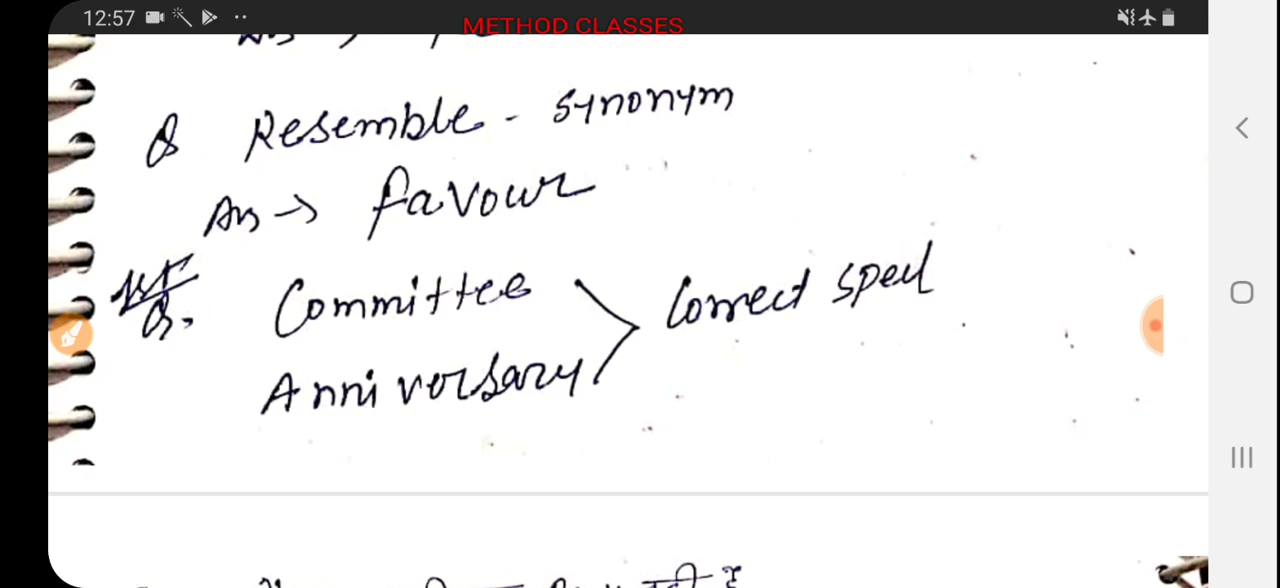 12:57
METHOD CLASSES
Q Resemble - synonym
Ans → favour
Q. Committee
Anniversary
Correct spell